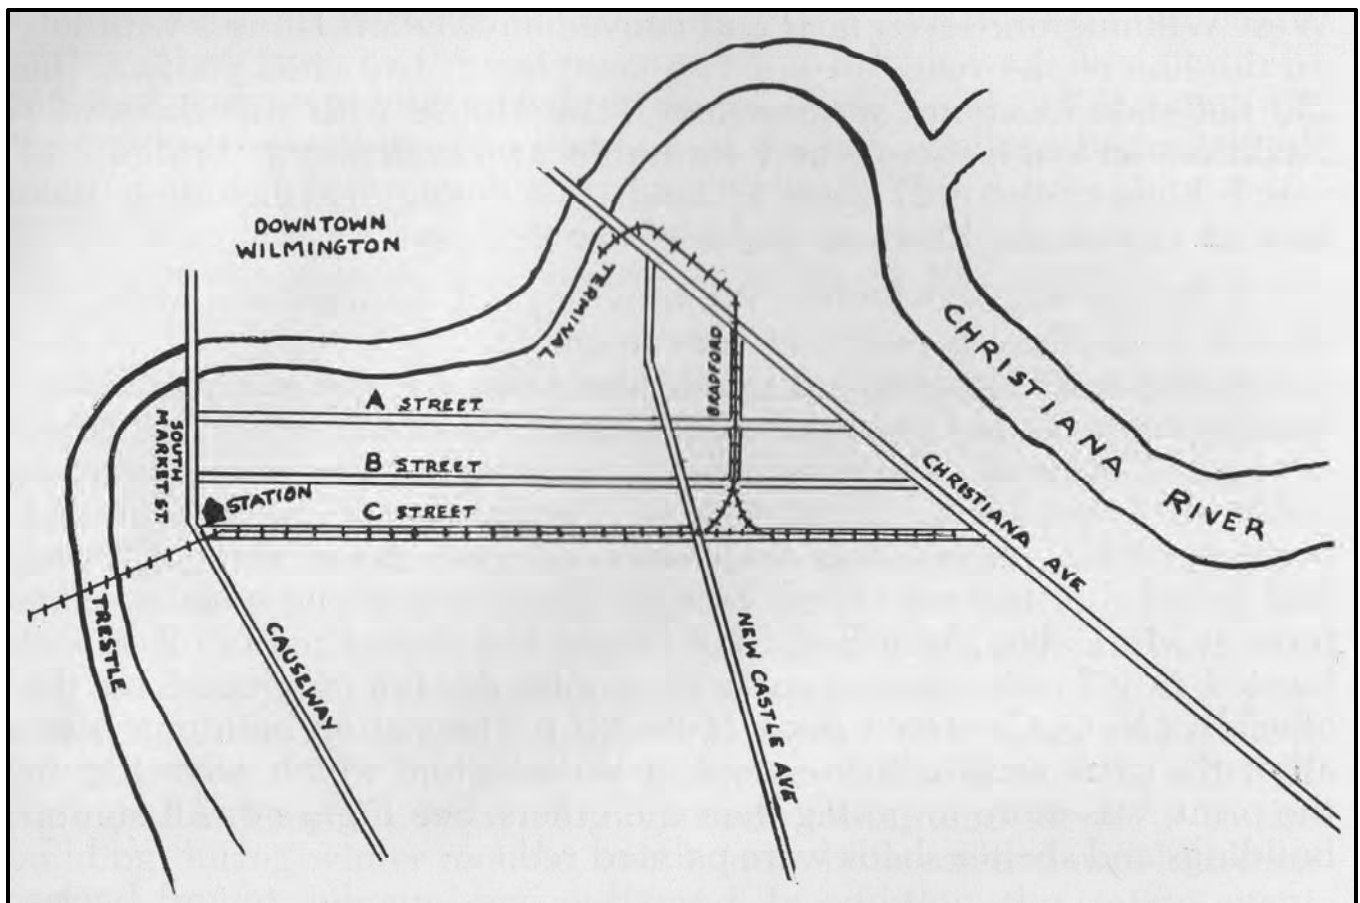 DOWNTOWN
WILMINGTON
TERMINAL
CHRISTIANA
RIVER
BRADFORD
A STREET
SOUTH
MARKET ST
B STREET
CHRISTIANA AVE
STATION
C STREET
TRESTLE
CAUSEWAY
NEW CASTLE AVE